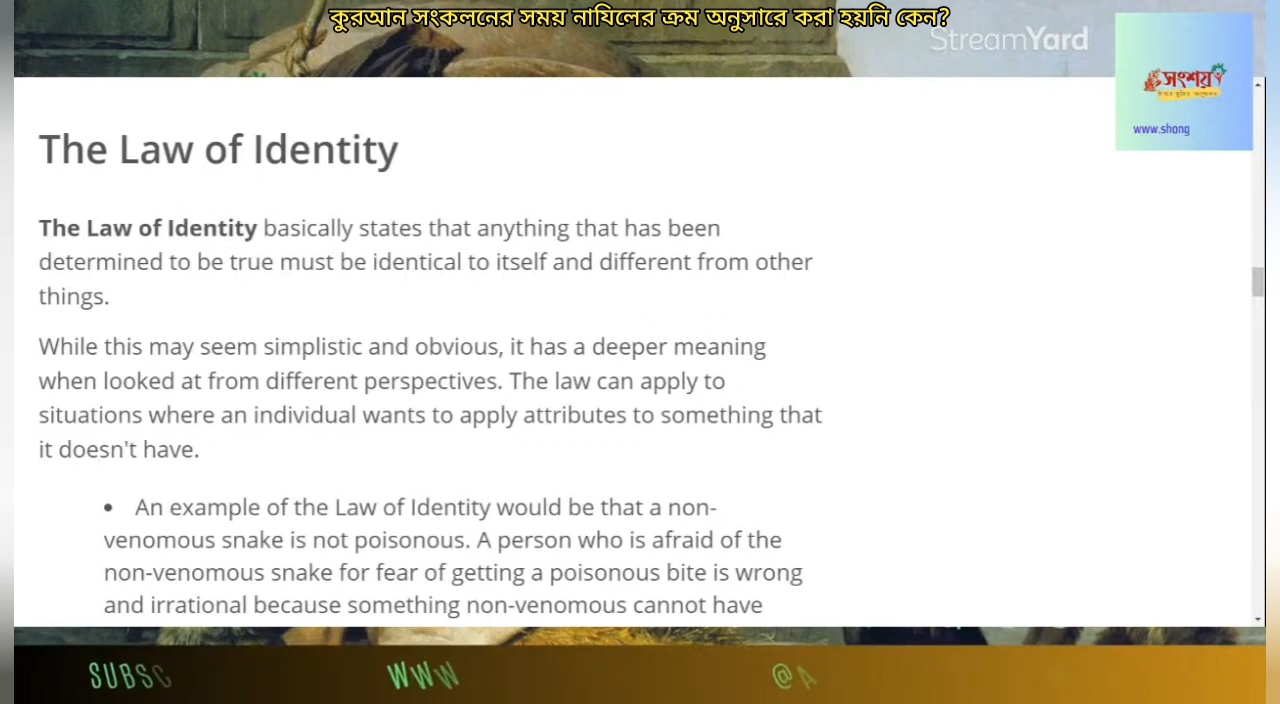 কুরআন সংকলনের সময় নাযিলের ক্রম অনুসারে করা হয়নি কেন?
StreamYard
সংশয়
www.shong
The Law of Identity
The Law of Identity basically states that anything that has been
determined to be true must be identical to itself and different from other
things.
While this may seem simplistic and obvious, it has a deeper meaning
when looked at from different perspectives. The law can apply to
situations where an individual wants to apply attributes to something that
it doesn't have.
• An example of the Law of Identity would be that a non-
venomous snake is not poisonous. A person who is afraid of the
non-venomous snake for fear of getting a poisonous bite is wrong
and irrational because something non-venomous cannot have
SUBSC WWW @A